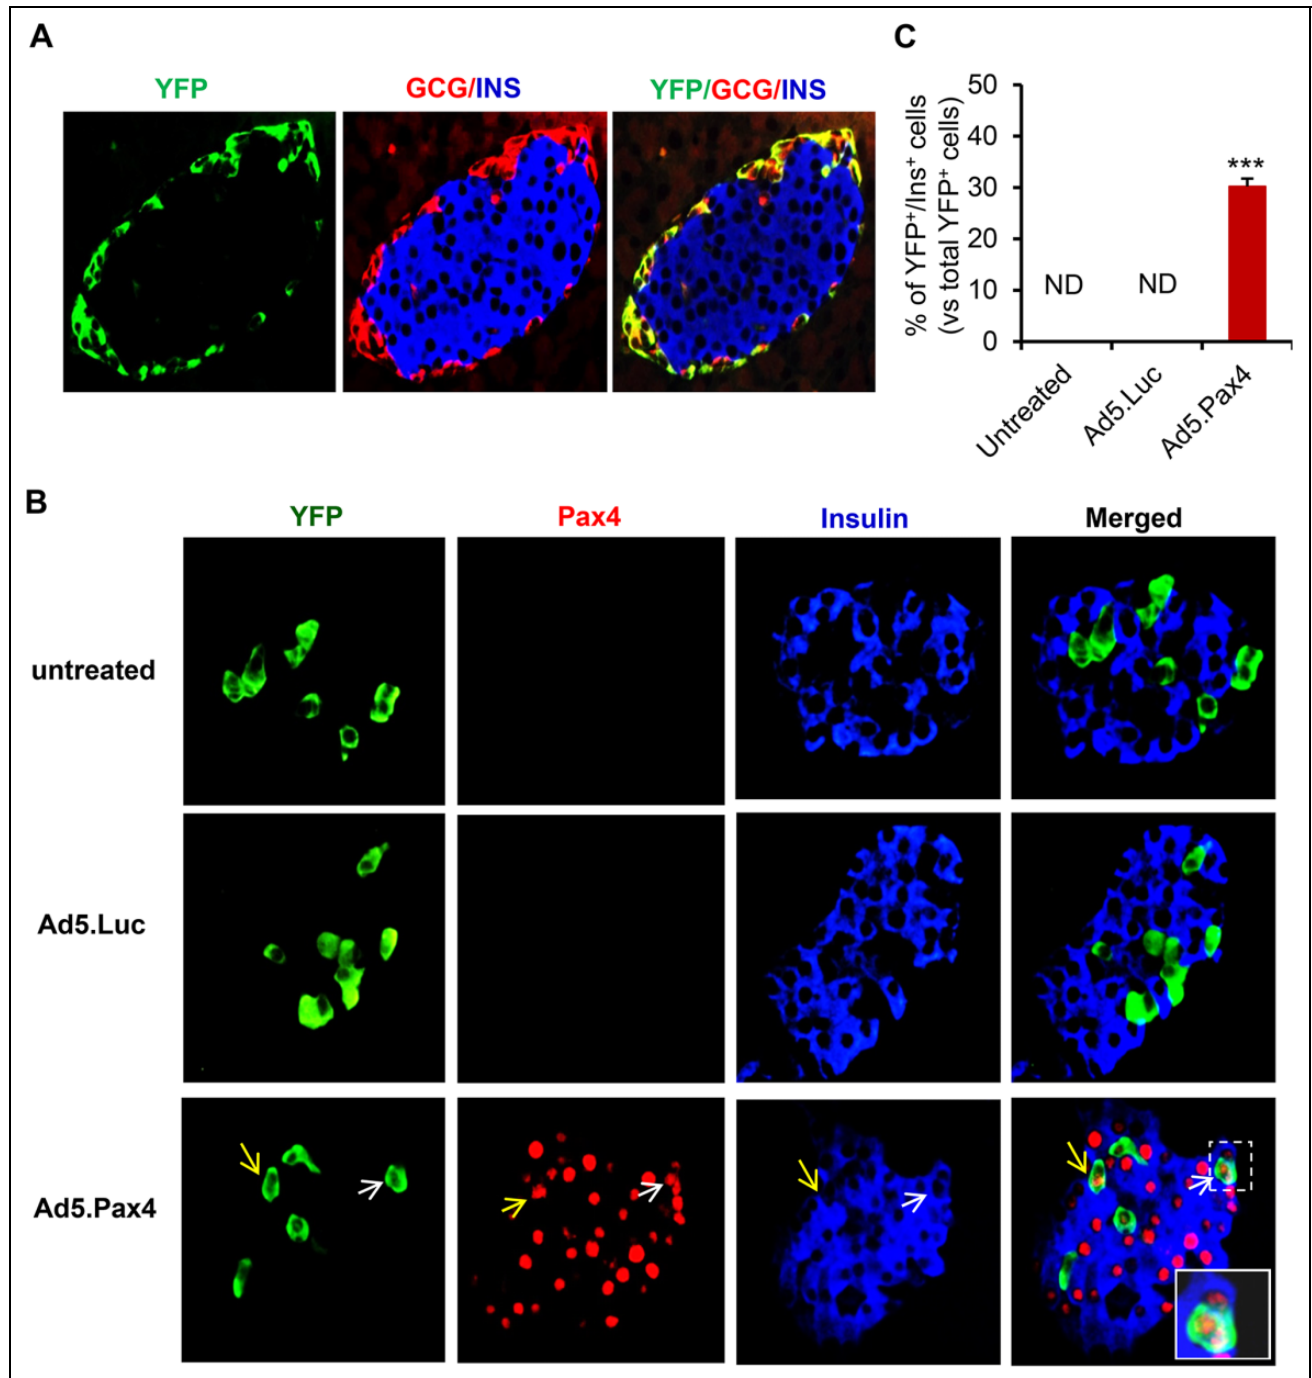 A
YFP
GCG/INS
YFP/GCG/INS
C
% of YFP⁺/Ins⁺ cells
(vs total YFP⁺ cells)
50
40
30
20
10
0
ND
ND
***
Untreated
Ad5.Luc
Ad5.Pax4
B
YFP
Pax4
Insulin
Merged
untreated
Ad5.Luc
Ad5.Pax4